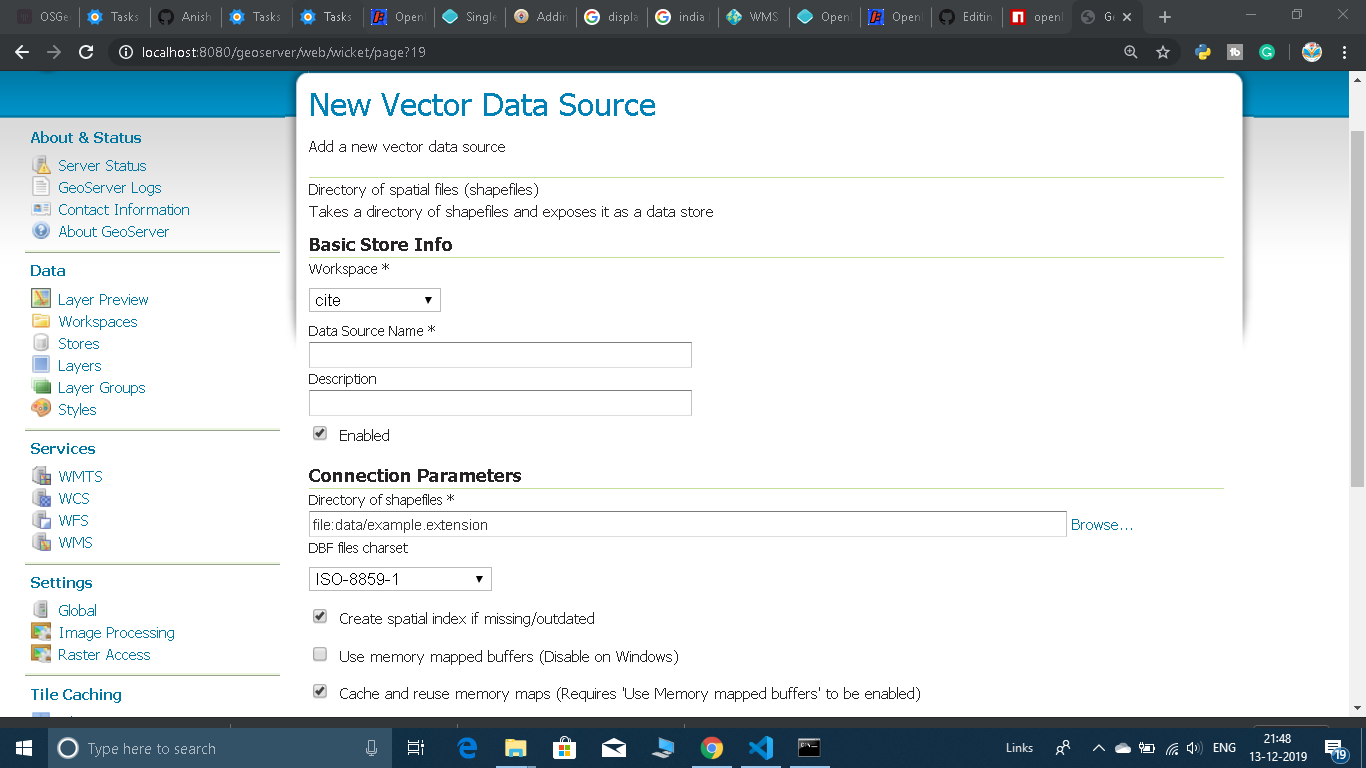 OSGe
Tasks
Anish
Tasks
Tasks
Openl
Single
Addin
displa
india
WMS
Openl
Openl
Editin
openl
Ge
localhost:8080/geoserver/web/wicket/page?19
New Vector Data Source
Add a new vector data source
Directory of spatial files (shapefiles)
Takes a directory of shapefiles and exposes it as a data store
Basic Store Info
Workspace *
cite
Data Source Name *
Description
Enabled
Connection Parameters
Directory of shapefiles *
file:data/example.extension
Browse...
DBF files charset
ISO-8859-1
Create spatial index if missing/outdated
Use memory mapped buffers (Disable on Windows)
Cache and reuse memory maps (Requires 'Use Memory mapped buffers' to be enabled)
About & Status
Server Status
GeoServer Logs
Contact Information
About GeoServer
Data
Layer Preview
Workspaces
Stores
Layers
Layer Groups
Styles
Services
WMTS
WCS
WFS
WMS
Settings
Global
Image Processing
Raster Access
Tile Caching
Type here to search
Links
ENG
21:48
13-12-2019
19